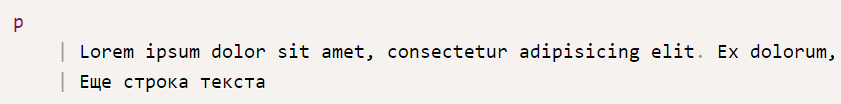 p
| Lorem ipsum dolor sit amet, consectetur adipisicing elit. Ex dolorum,
| Еще строка текста